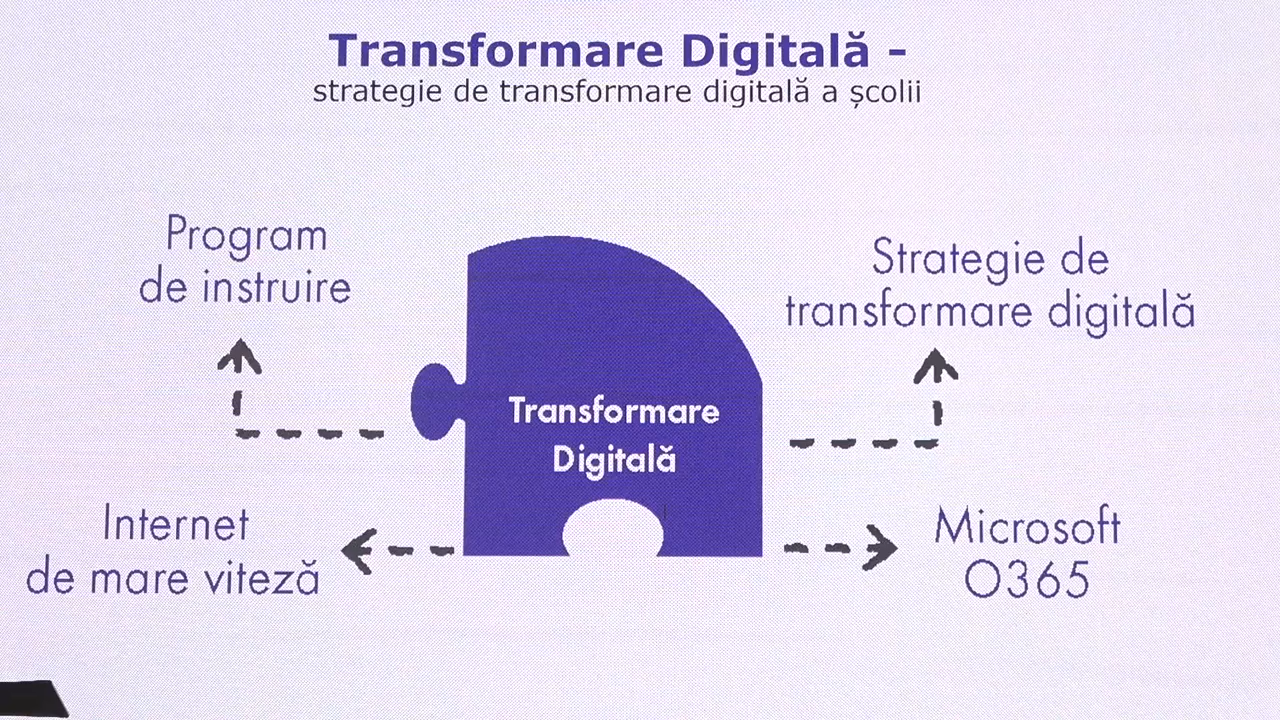 Transformare Digitală -
strategie de transformare digitală a școlii
Program
de instruire
Strategie de
transformare digitală
Transformare
Digitală
Internet
de mare viteză
Microsoft
O365